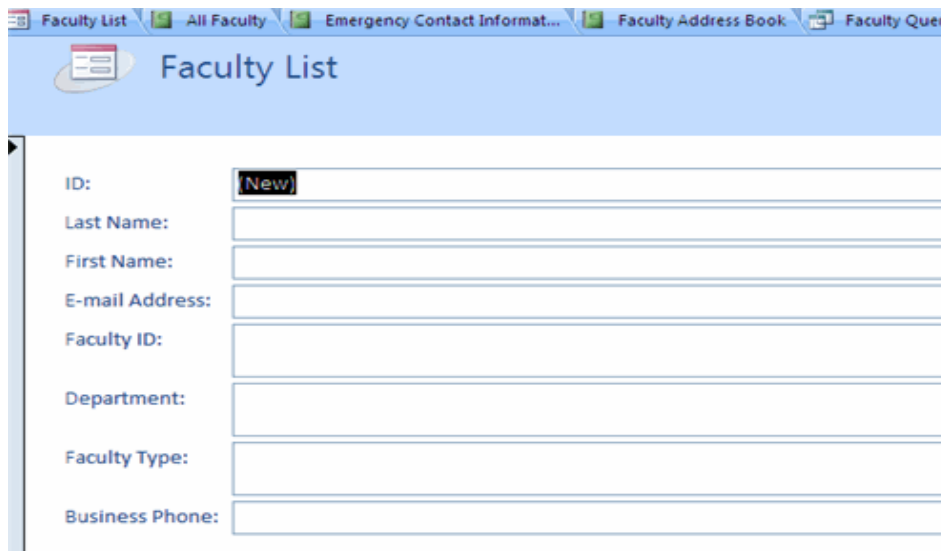 Faculty List All Faculty Emergency Contact Informat... Faculty Address Book Faculty Que
Faculty List
ID: (New)
Last Name:
First Name:
E-mail Address:
Faculty ID:
Department:
Faculty Type:
Business Phone: